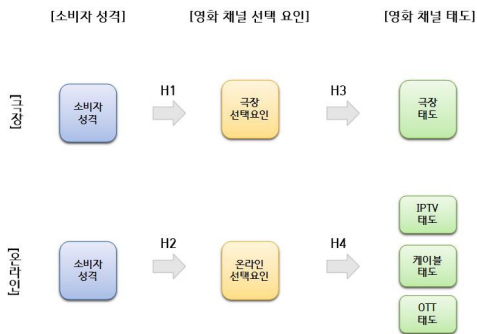 [소비자 성격] [영화 채널 선택 요인] [영화 채널 태도]
[극장]
소비자
성격
H1
극장
선택요인
H3
극장
태도
[온라인]
소비자
성격
H2
온라인
선택요인
H4
IPTV
태도
케이블
태도
OTT
태도